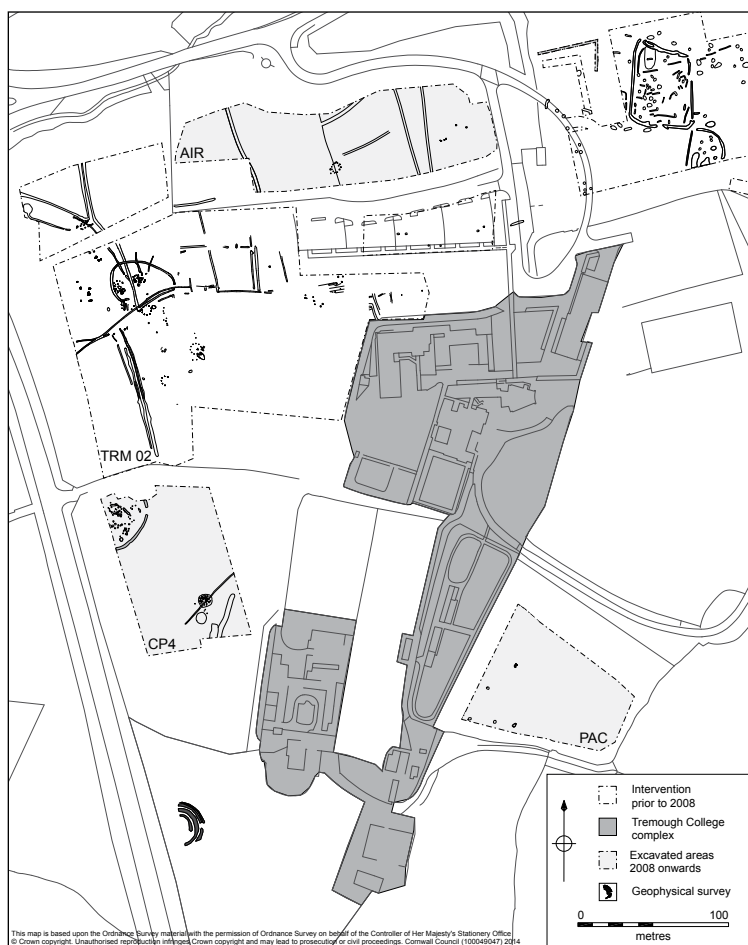 AIR
TRM 02
CP4
PAC
Intervention
prior to 2008
Tremough College
complex
Excavated areas
2008 onwards
Geophysical survey
0 100
metres
This map is based upon the Ordnance Survey material with the permission of Ordnance Survey on behalf of the Controller of Her Majesty's Stationery Office
© Crown copyright. Unauthorised reproduction infringes Crown copyright and may lead to prosecution or civil proceedings. Cornwall Council (100049047) 2014